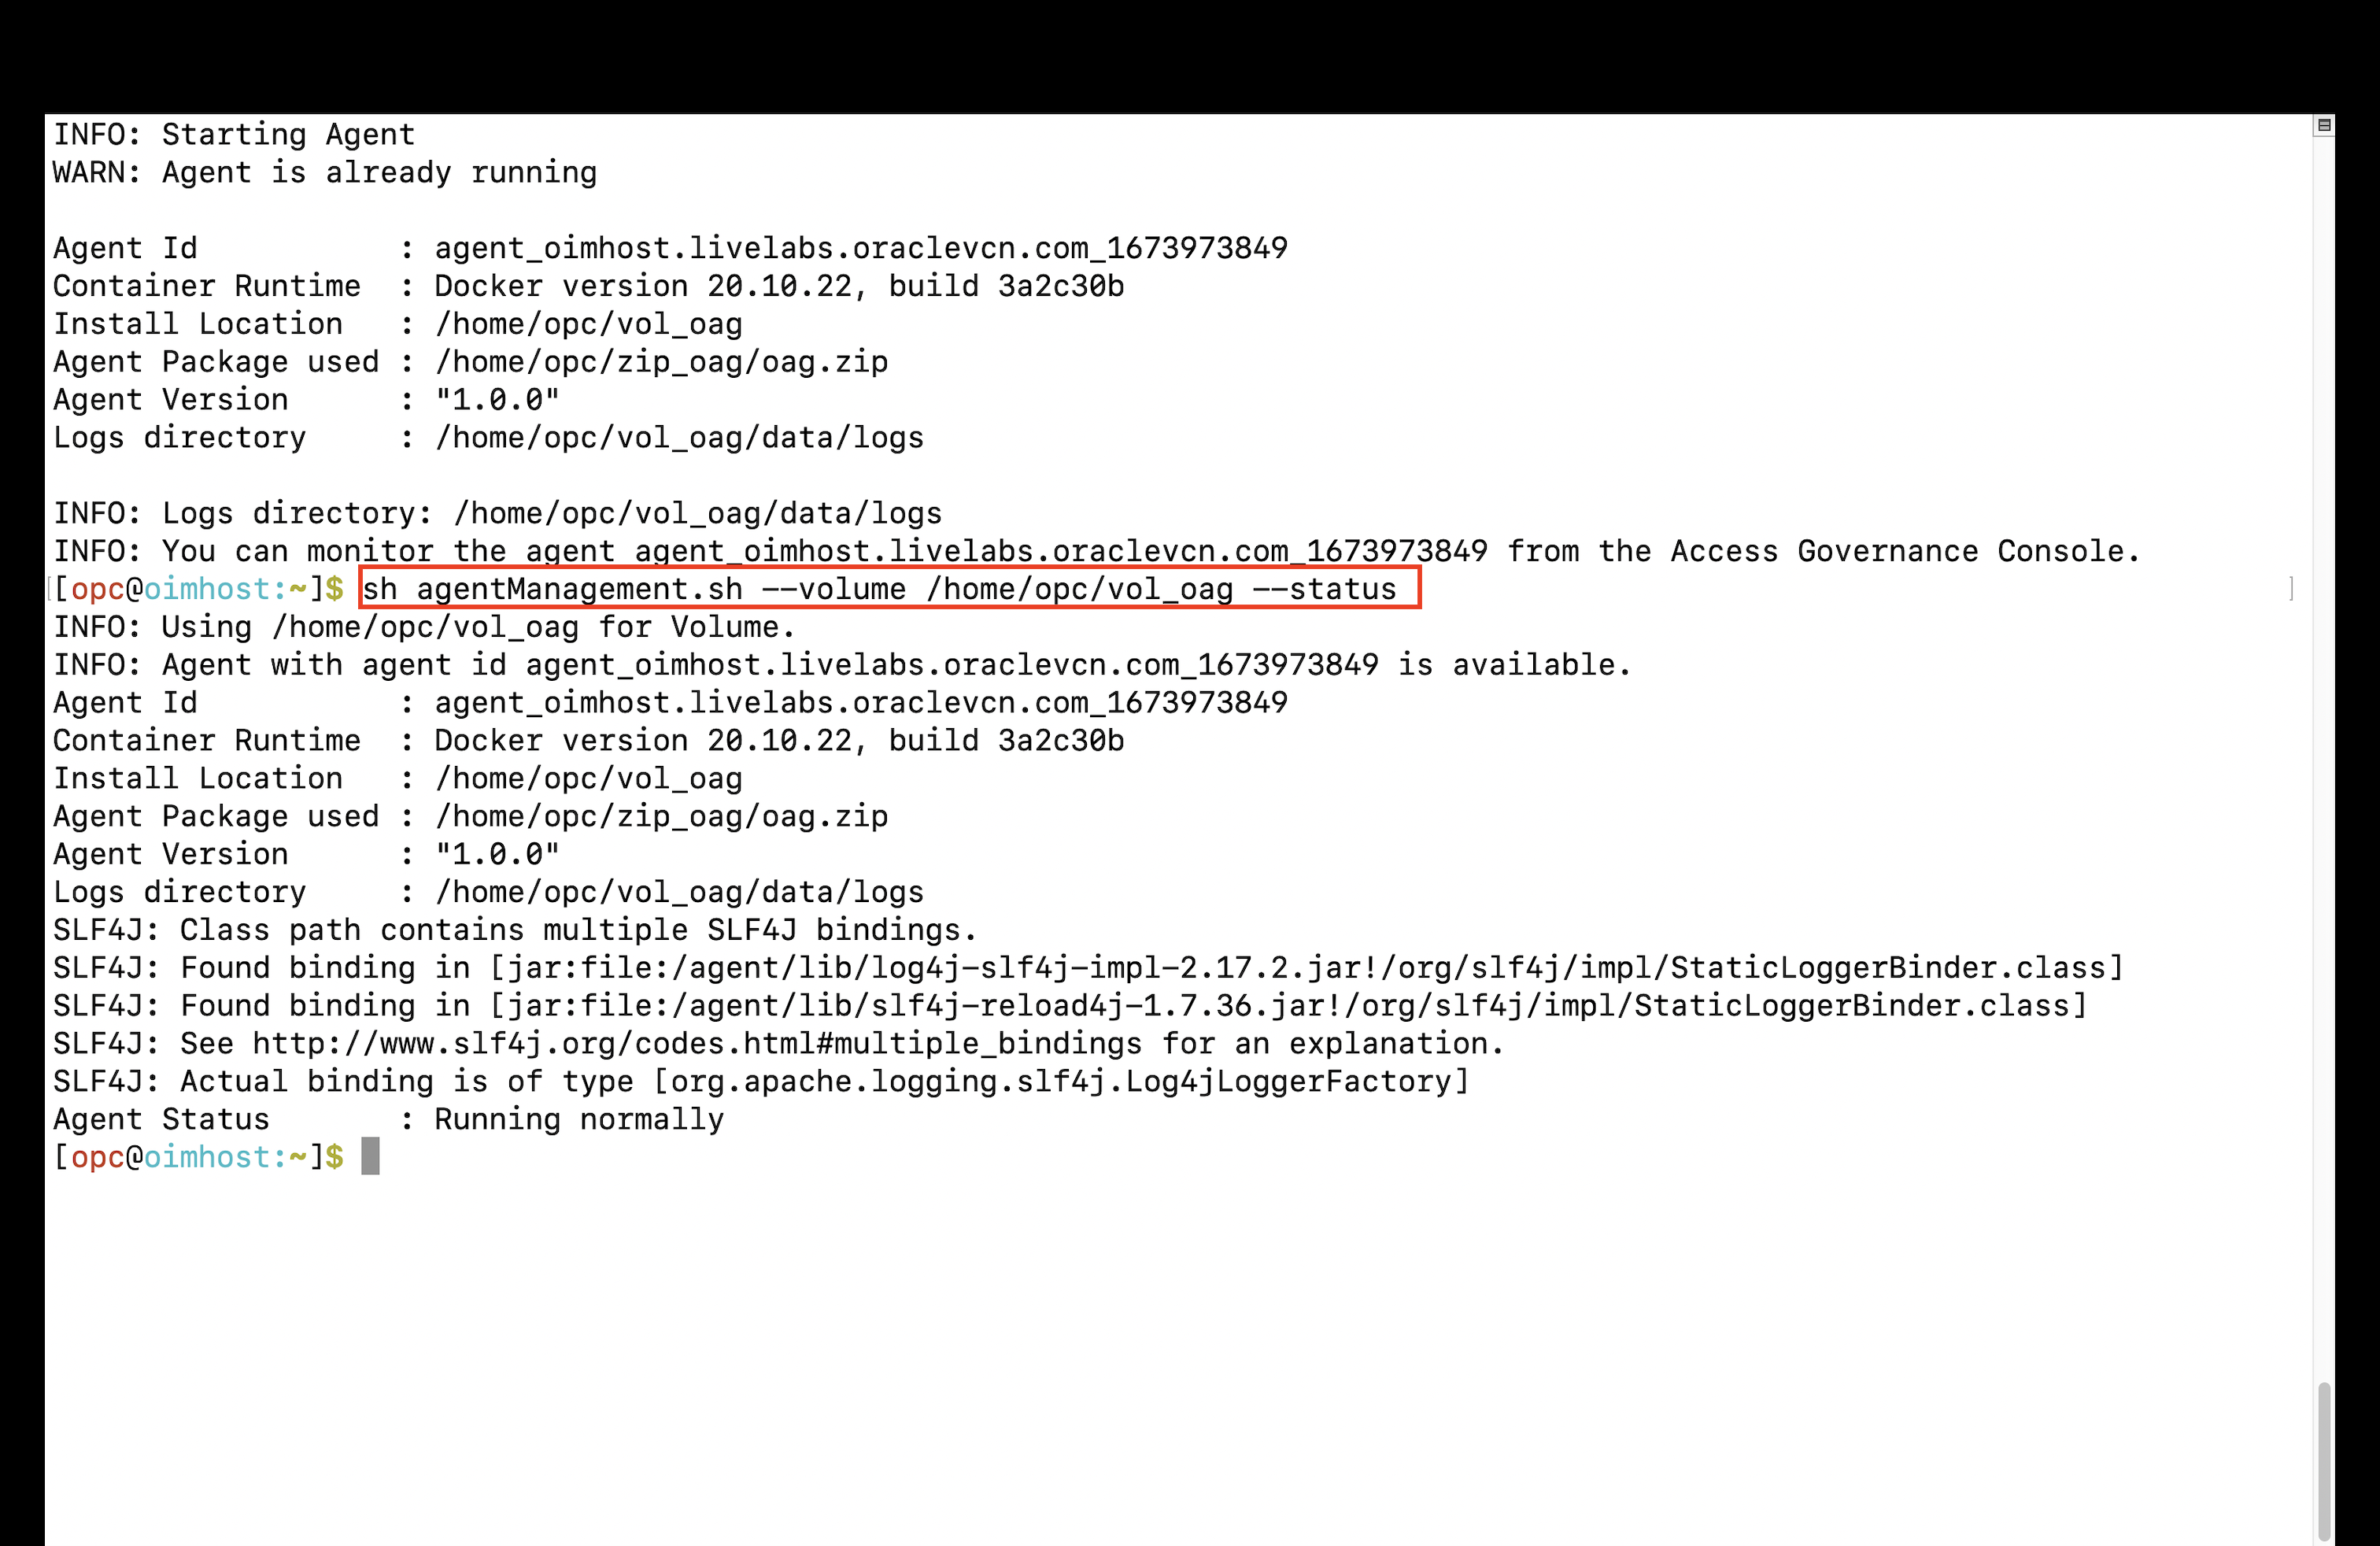 INFO: Starting Agent
WARN: Agent is already running
Agent Id           : agent_oimhost.livelabs.oraclevcn.com_1673973849
Container Runtime  : Docker version 20.10.22, build 3a2c30b
Install Location   : /home/opc/vol_oag
Agent Package used : /home/opc/zip_oag/oag.zip
Agent Version      : "1.0.0"
Logs directory     : /home/opc/vol_oag/data/logs
INFO: Logs directory: /home/opc/vol_oag/data/logs
INFO: You can monitor the agent agent_oimhost.livelabs.oraclevcn.com_1673973849 from the Access Governance Console.
[[opc@oimhost:~]$ sh agentManagement.sh --volume /home/opc/vol_oag --status ]
INFO: Using /home/opc/vol_oag for Volume.
INFO: Agent with agent id agent_oimhost.livelabs.oraclevcn.com_1673973849 is available.
Agent Id           : agent_oimhost.livelabs.oraclevcn.com_1673973849
Container Runtime  : Docker version 20.10.22, build 3a2c30b
Install Location   : /home/opc/vol_oag
Agent Package used : /home/opc/zip_oag/oag.zip
Agent Version      : "1.0.0"
Logs directory     : /home/opc/vol_oag/data/logs
SLF4J: Class path contains multiple SLF4J bindings.
SLF4J: Found binding in [jar:file:/agent/lib/log4j-slf4j-impl-2.17.2.jar!/org/slf4j/impl/StaticLoggerBinder.class]
SLF4J: Found binding in [jar:file:/agent/lib/slf4j-reload4j-1.7.36.jar!/org/slf4j/impl/StaticLoggerBinder.class]
SLF4J: See http://www.slf4j.org/codes.html#multiple_bindings for an explanation.
SLF4J: Actual binding is of type [org.apache.logging.slf4j.Log4jLoggerFactory]
Agent Status       : Running normally
[opc@oimhost:~]$